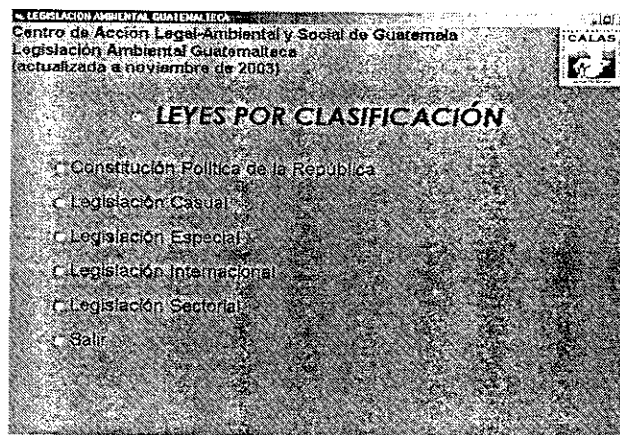 LEGISLACION AMBIENTAL GUATEMALTECA
Centro de Acción Legal-Ambiental y Social de Guatemala
Legislación Ambiental Guatemalteca
(actualizada a noviembre de 2003)
CALAS
LEYES POR CLASIFICACIÓN
Constitución Política de la República
Legislación Casual
Legislación Especial
Legislación Internacional
Legislación Sectorial
Salir